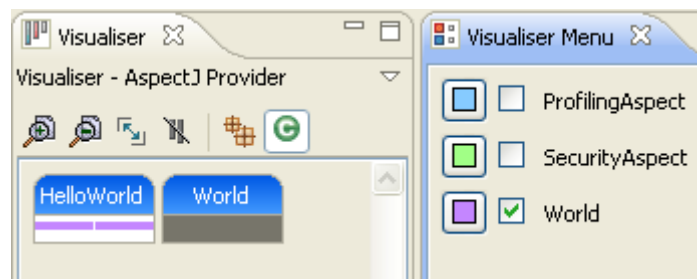 Visualiser
Visualiser - AspectJ Provider
HelloWorld
World
Visualiser Menu
ProfilingAspect
SecurityAspect
World